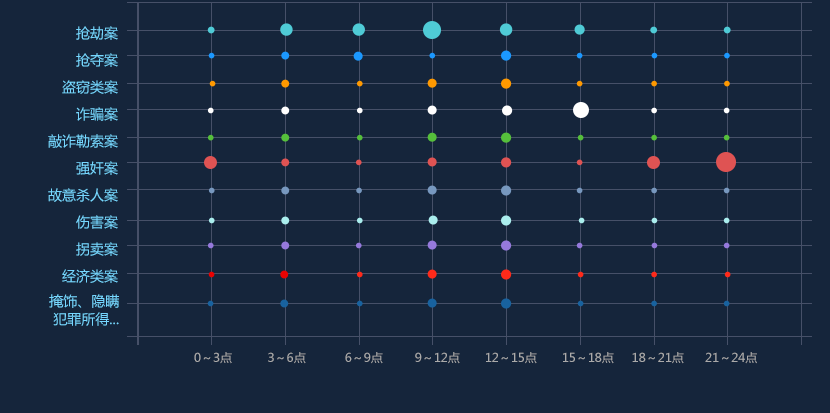 抢劫案
抢夺案
盗窃类案
诈骗案
敲诈勒索案
强奸案
故意杀人案
伤害案
拐卖案
经济类案
掩饰、隐瞒
犯罪所得...
0～3点 3～6点 6～9点 9～12点 12～15点 15～18点 18～21点 21～24点